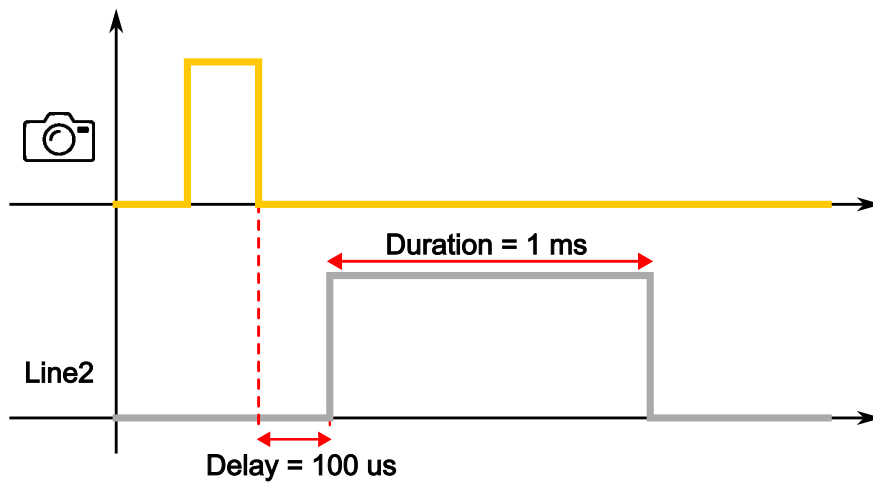 Duration = 1 ms
Line2
Delay = 100 us